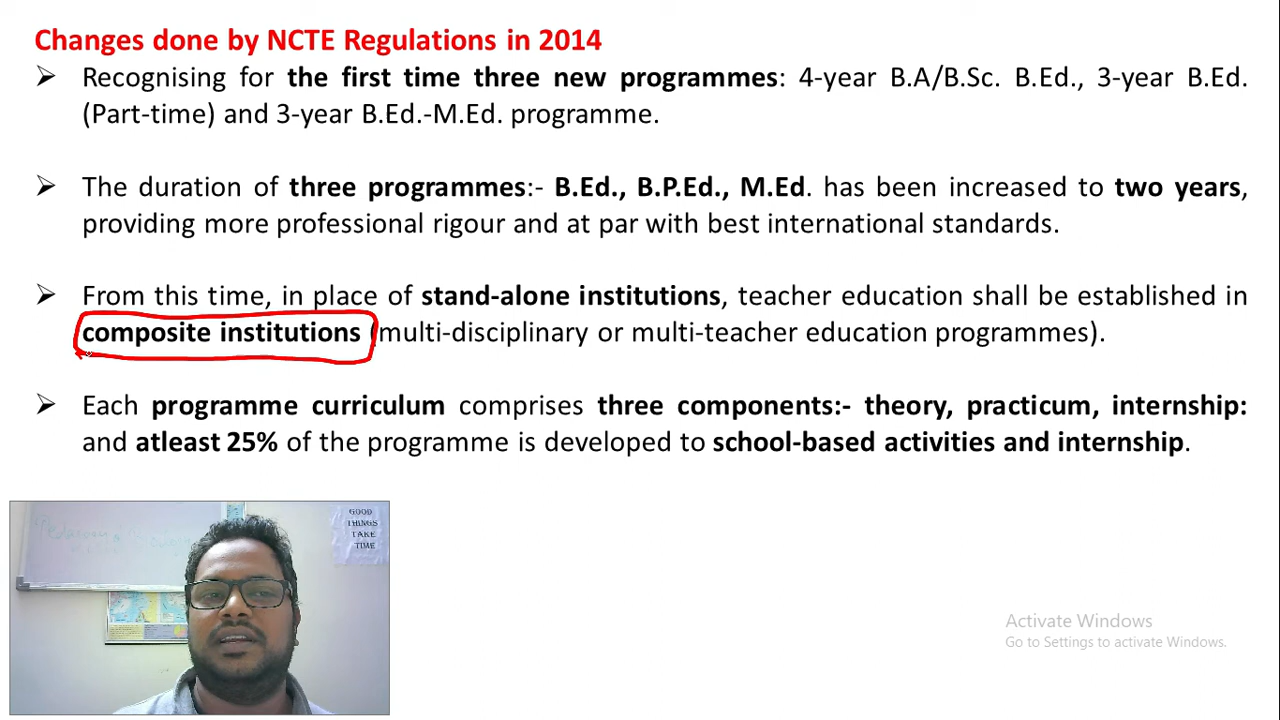 Changes done by NCTE Regulations in 2014
➢ Recognising for the first time three new programmes: 4-year B.A/B.Sc. B.Ed., 3-year B.Ed.
(Part-time) and 3-year B.Ed.-M.Ed. programme.
➢ The duration of three programmes:- B.Ed., B.P.Ed., M.Ed. has been increased to two years,
providing more professional rigour and at par with best international standards.
➢ From this time, in place of stand-alone institutions, teacher education shall be established in
composite institutions (multi-disciplinary or multi-teacher education programmes).
➢ Each programme curriculum comprises three components:- theory, practicum, internship:
and atleast 25% of the programme is developed to school-based activities and internship.
GOOD
THINGS
TAKE
TIME
Activate Windows
Go to Settings to activate Windows.